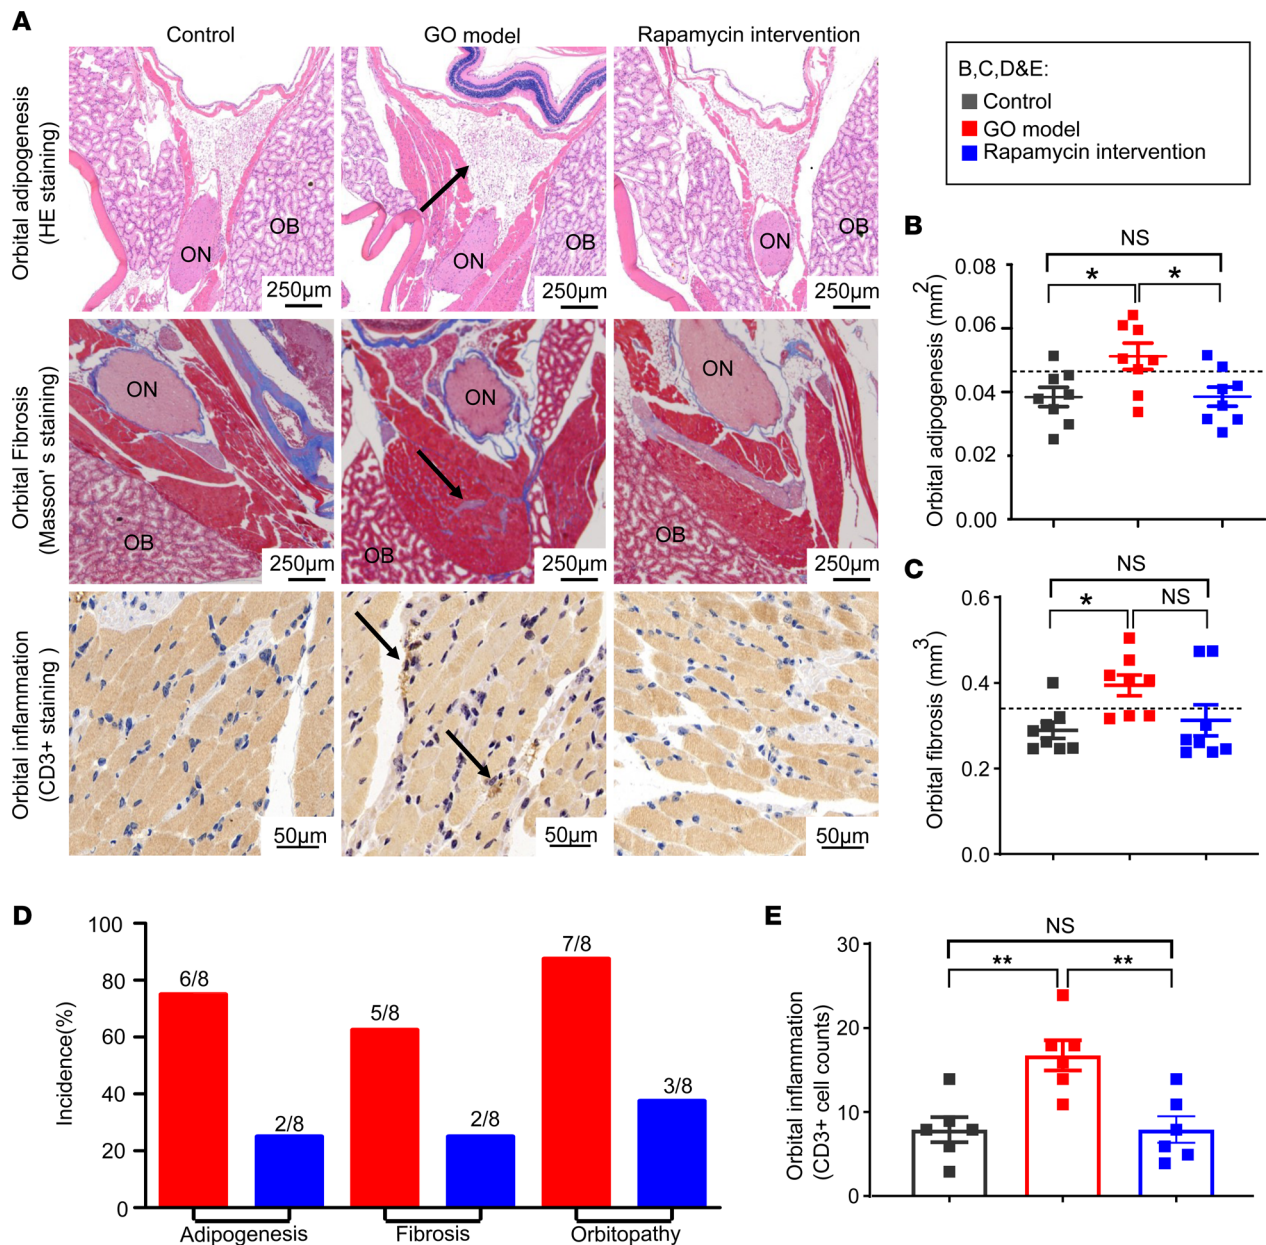 A
Control
GO model
Rapamycin intervention
Orbital adipogenesis
(HE staining)
ON
OB
250μm
ON
OB
250μm
ON
OB
250μm
Orbital Fibrosis
(Masson's staining)
ON
OB
250μm
ON
OB
250μm
ON
OB
250μm
Orbital inflammation
(CD3+ staining )
50μm
50μm
50μm
B,C,D&E:
Control
GO model
Rapamycin intervention
B
NS
* *
Orbital adipogenesis (mm2
0.08
0.06
0.04
0.02
0.00
C
NS
* NS
Orbital fibrosis (mm3
0.6
0.4
0.2
0.0
D
Incidence(%)
100
80
60
40
20
0
6/8
2/8
5/8
2/8
7/8
3/8
Adipogenesis
Fibrosis
Orbitopathy
E
NS
** **
Orbital inflammation
(CD3+ cell counts)
30
20
10
0